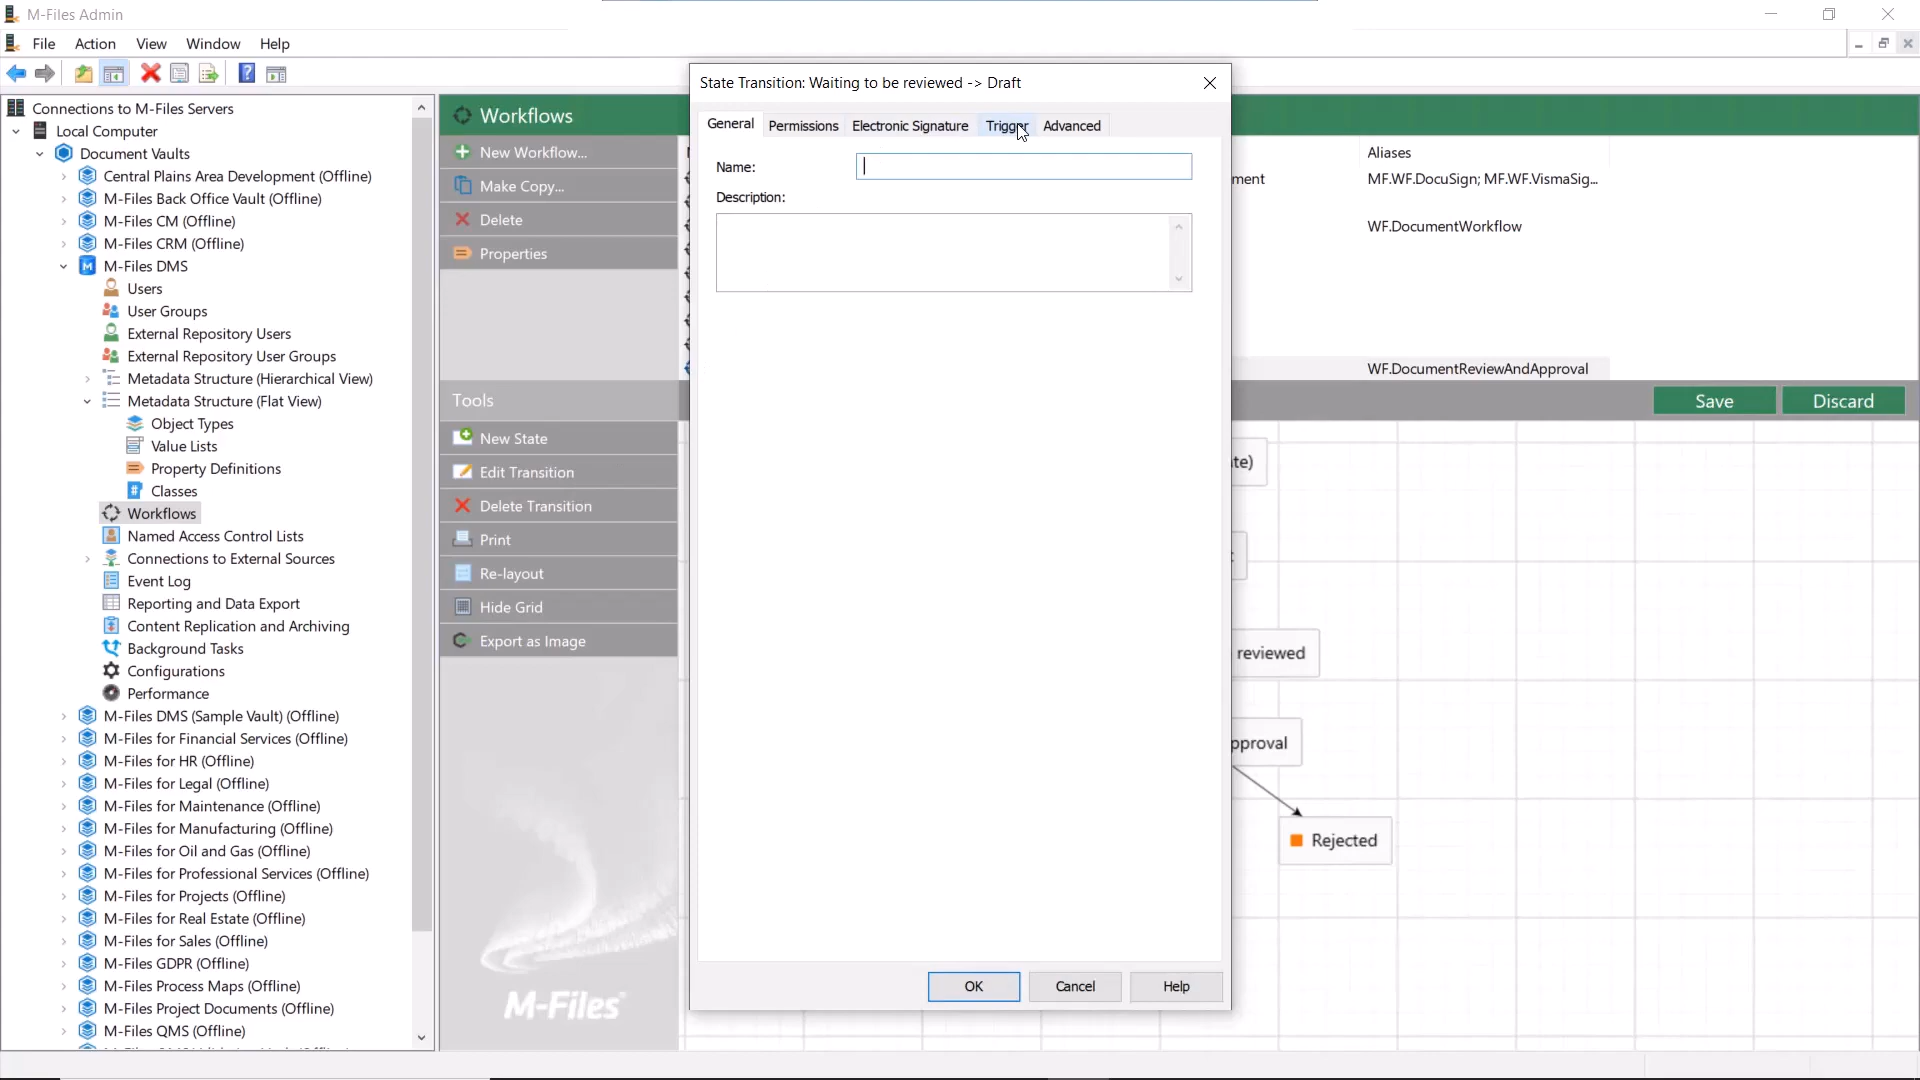 M-Files Admin
File Action View Window Help
Connections to M-Files Servers
Local Computer
Document Vaults
Central Plains Area Development (Offline)
M-Files Back Office Vault (Offline)
M-Files CM (Offline)
M-Files CRM (Offline)
M-Files DMS
Users
User Groups
External Repository Users
External Repository User Groups
Metadata Structure (Hierarchical View)
Metadata Structure (Flat View)
Object Types
Value Lists
Property Definitions
Classes
Workflows
Named Access Control Lists
Connections to External Sources
Event Log
Reporting and Data Export
Content Replication and Archiving
Background Tasks
Configurations
Performance
M-Files DMS (Sample Vault) (Offline)
M-Files for Financial Services (Offline)
M-Files for HR (Offline)
M-Files for Legal (Offline)
M-Files for Maintenance (Offline)
M-Files for Manufacturing (Offline)
M-Files for Oil and Gas (Offline)
M-Files for Professional Services (Offline)
M-Files for Projects (Offline)
M-Files for Real Estate (Offline)
M-Files for Sales (Offline)
M-Files GDPR (Offline)
M-Files Process Maps (Offline)
M-Files Project Documents (Offline)
M-Files QMS (Offline)
Workflows
New Workflow...
Make Copy...
Delete
Properties
Tools
New State
Edit Transition
Delete Transition
Print
Re-layout
Hide Grid
Export as Image
M-Files
State Transition: Waiting to be reviewed -> Draft
General Permissions Electronic Signature Trigger Advanced
Name:
Description:
OK Cancel Help
Aliases
ment MF.WF.DocuSign; MF.WF.VismaSig...
WF.DocumentWorkflow
WF.DocumentReviewAndApproval
Save Discard
te)
reviewed
pproval
Rejected